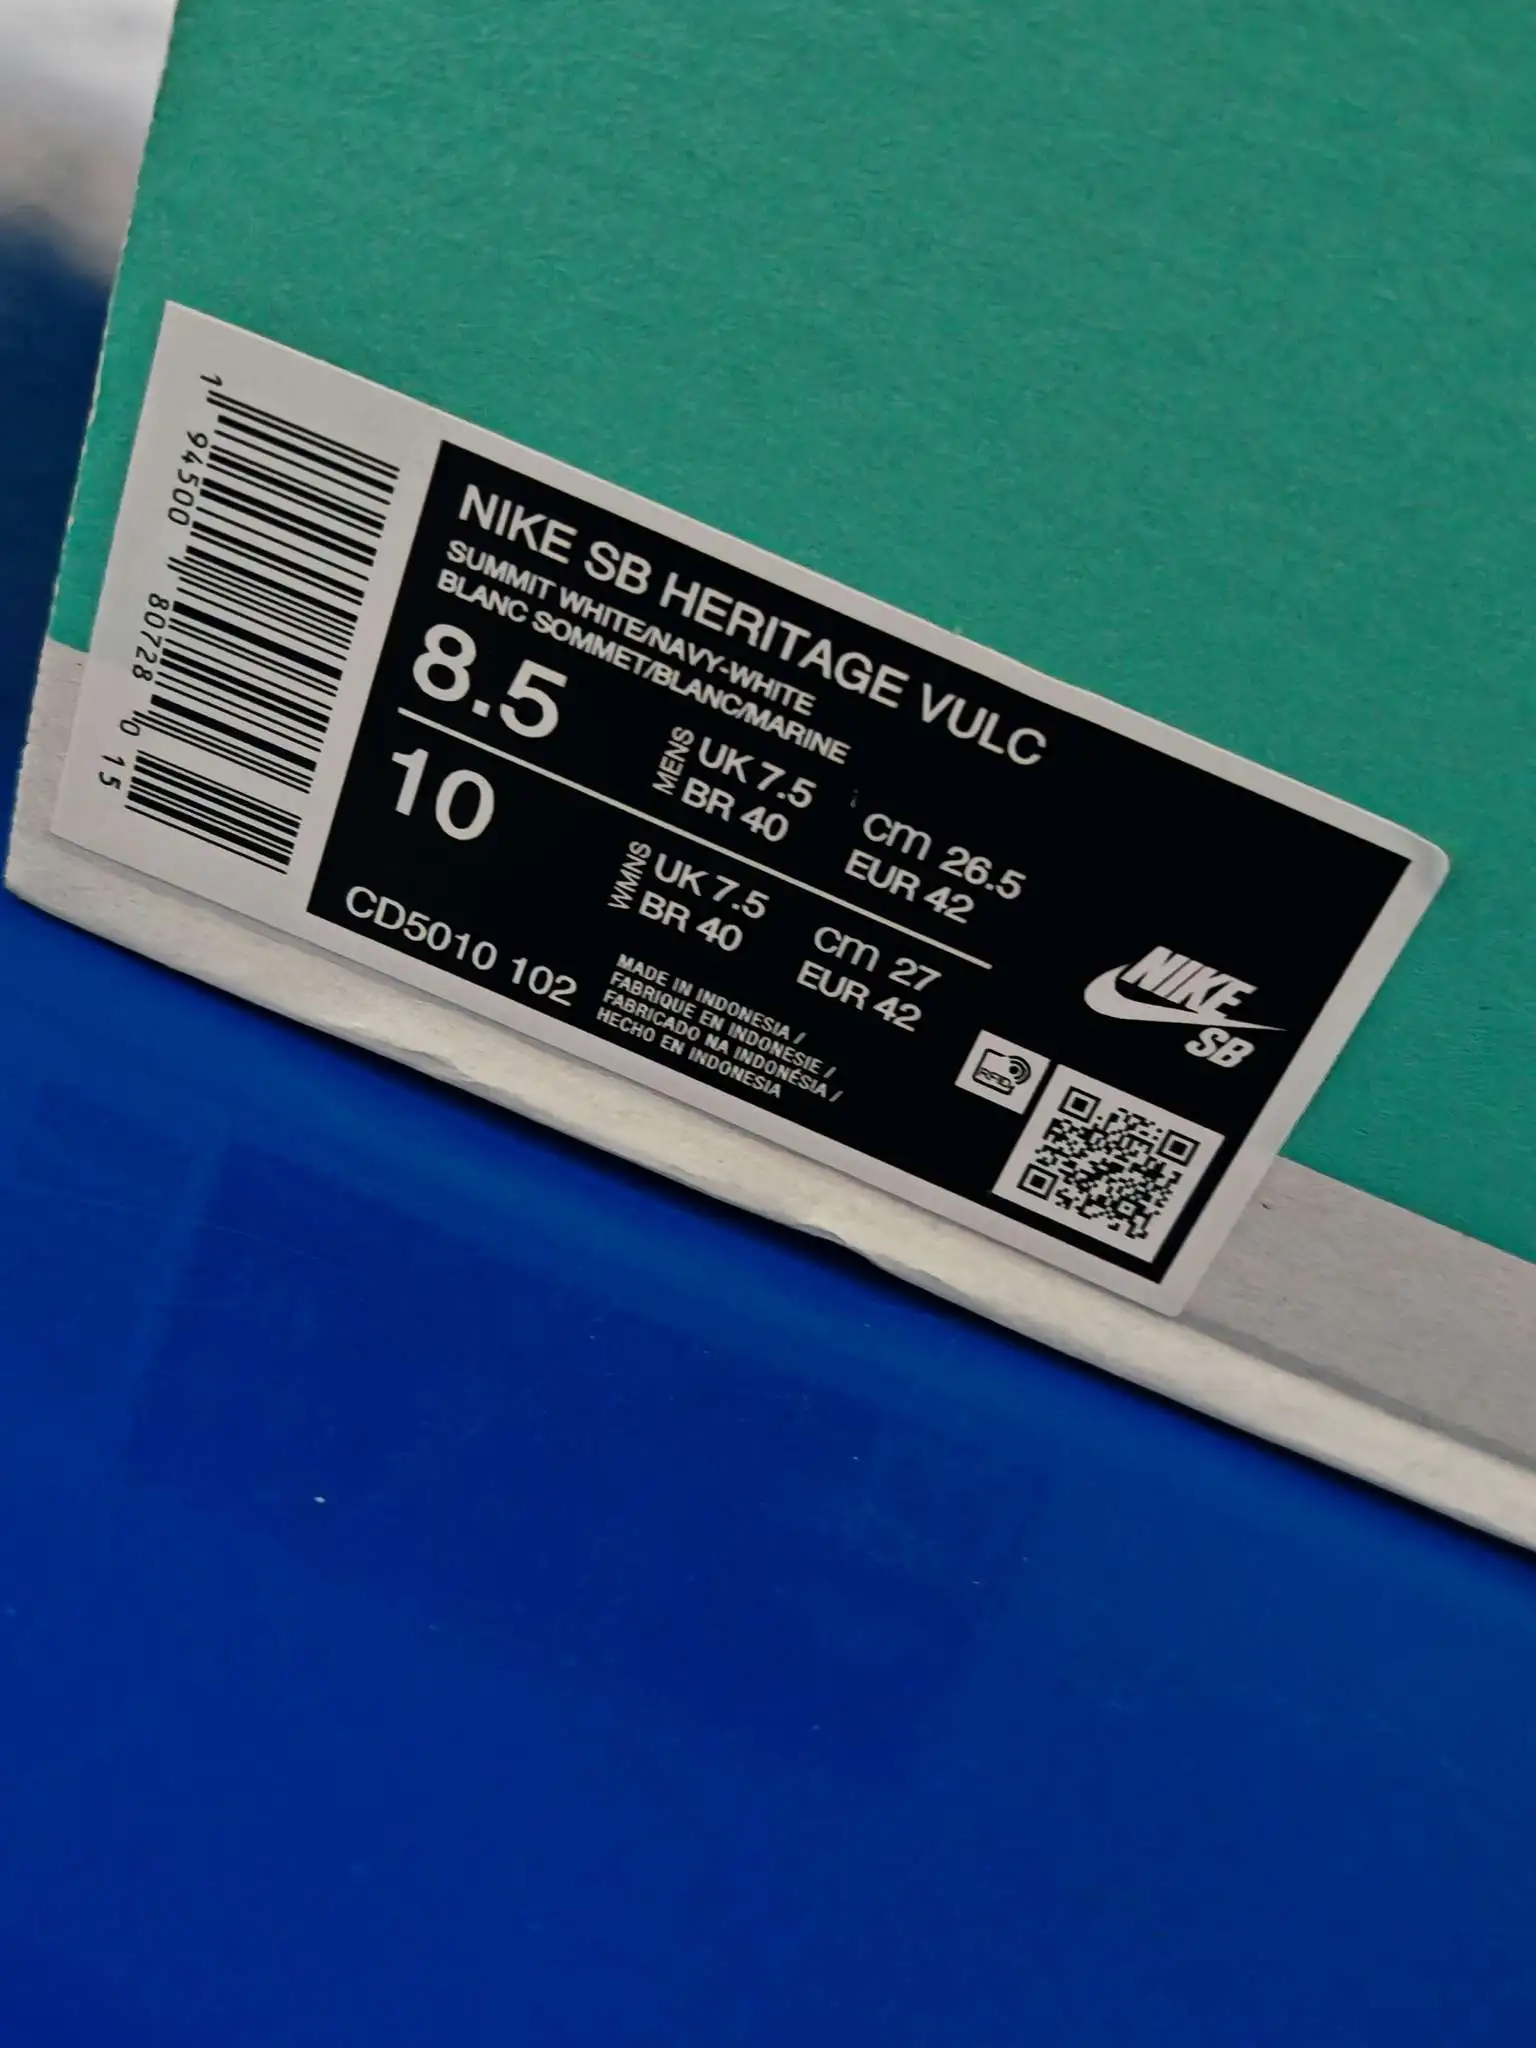 NIKE SB HERITAGE VULC
SUMMIT WHITE/NAVY-WHITE
BLANC SOMMET/BLANC/MARINE
8.5
MENS
UK 7.5
cm 26.5
BR 40
EUR 42
10
WMNS
UK 7.5
cm 27
BR 40
EUR 42
CD5010 102
MADE IN INDONESIA /
FABRIQUE EN INDONESIE /
FABRICADO NA INDONÉSIA /
HECHO EN INDONESIA
RFID
NIKE
SB
1 94500 80728 0 15